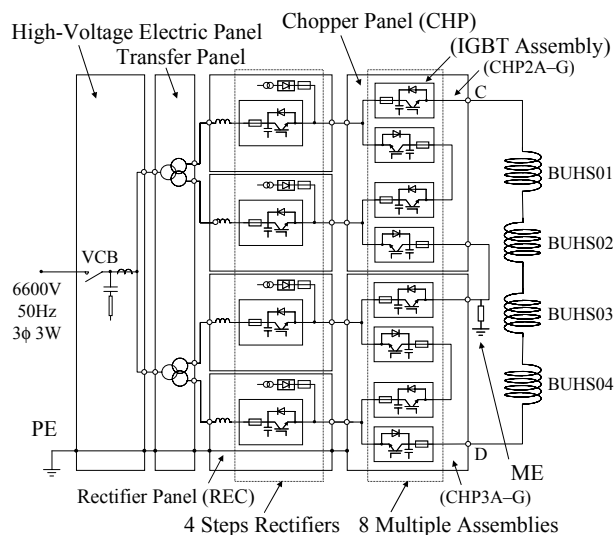 High-Voltage Electric Panel
Transfer Panel
Chopper Panel (CHP)
(IGBT Assembly)
(CHP2A–G)
C
BUHS01
BUHS02
BUHS03
BUHS04
VCB
6600V
50Hz
3ϕ 3W
PE
D
ME
Rectifier Panel (REC)
(CHP3A–G)
4 Steps Rectifiers
8 Multiple Assemblies